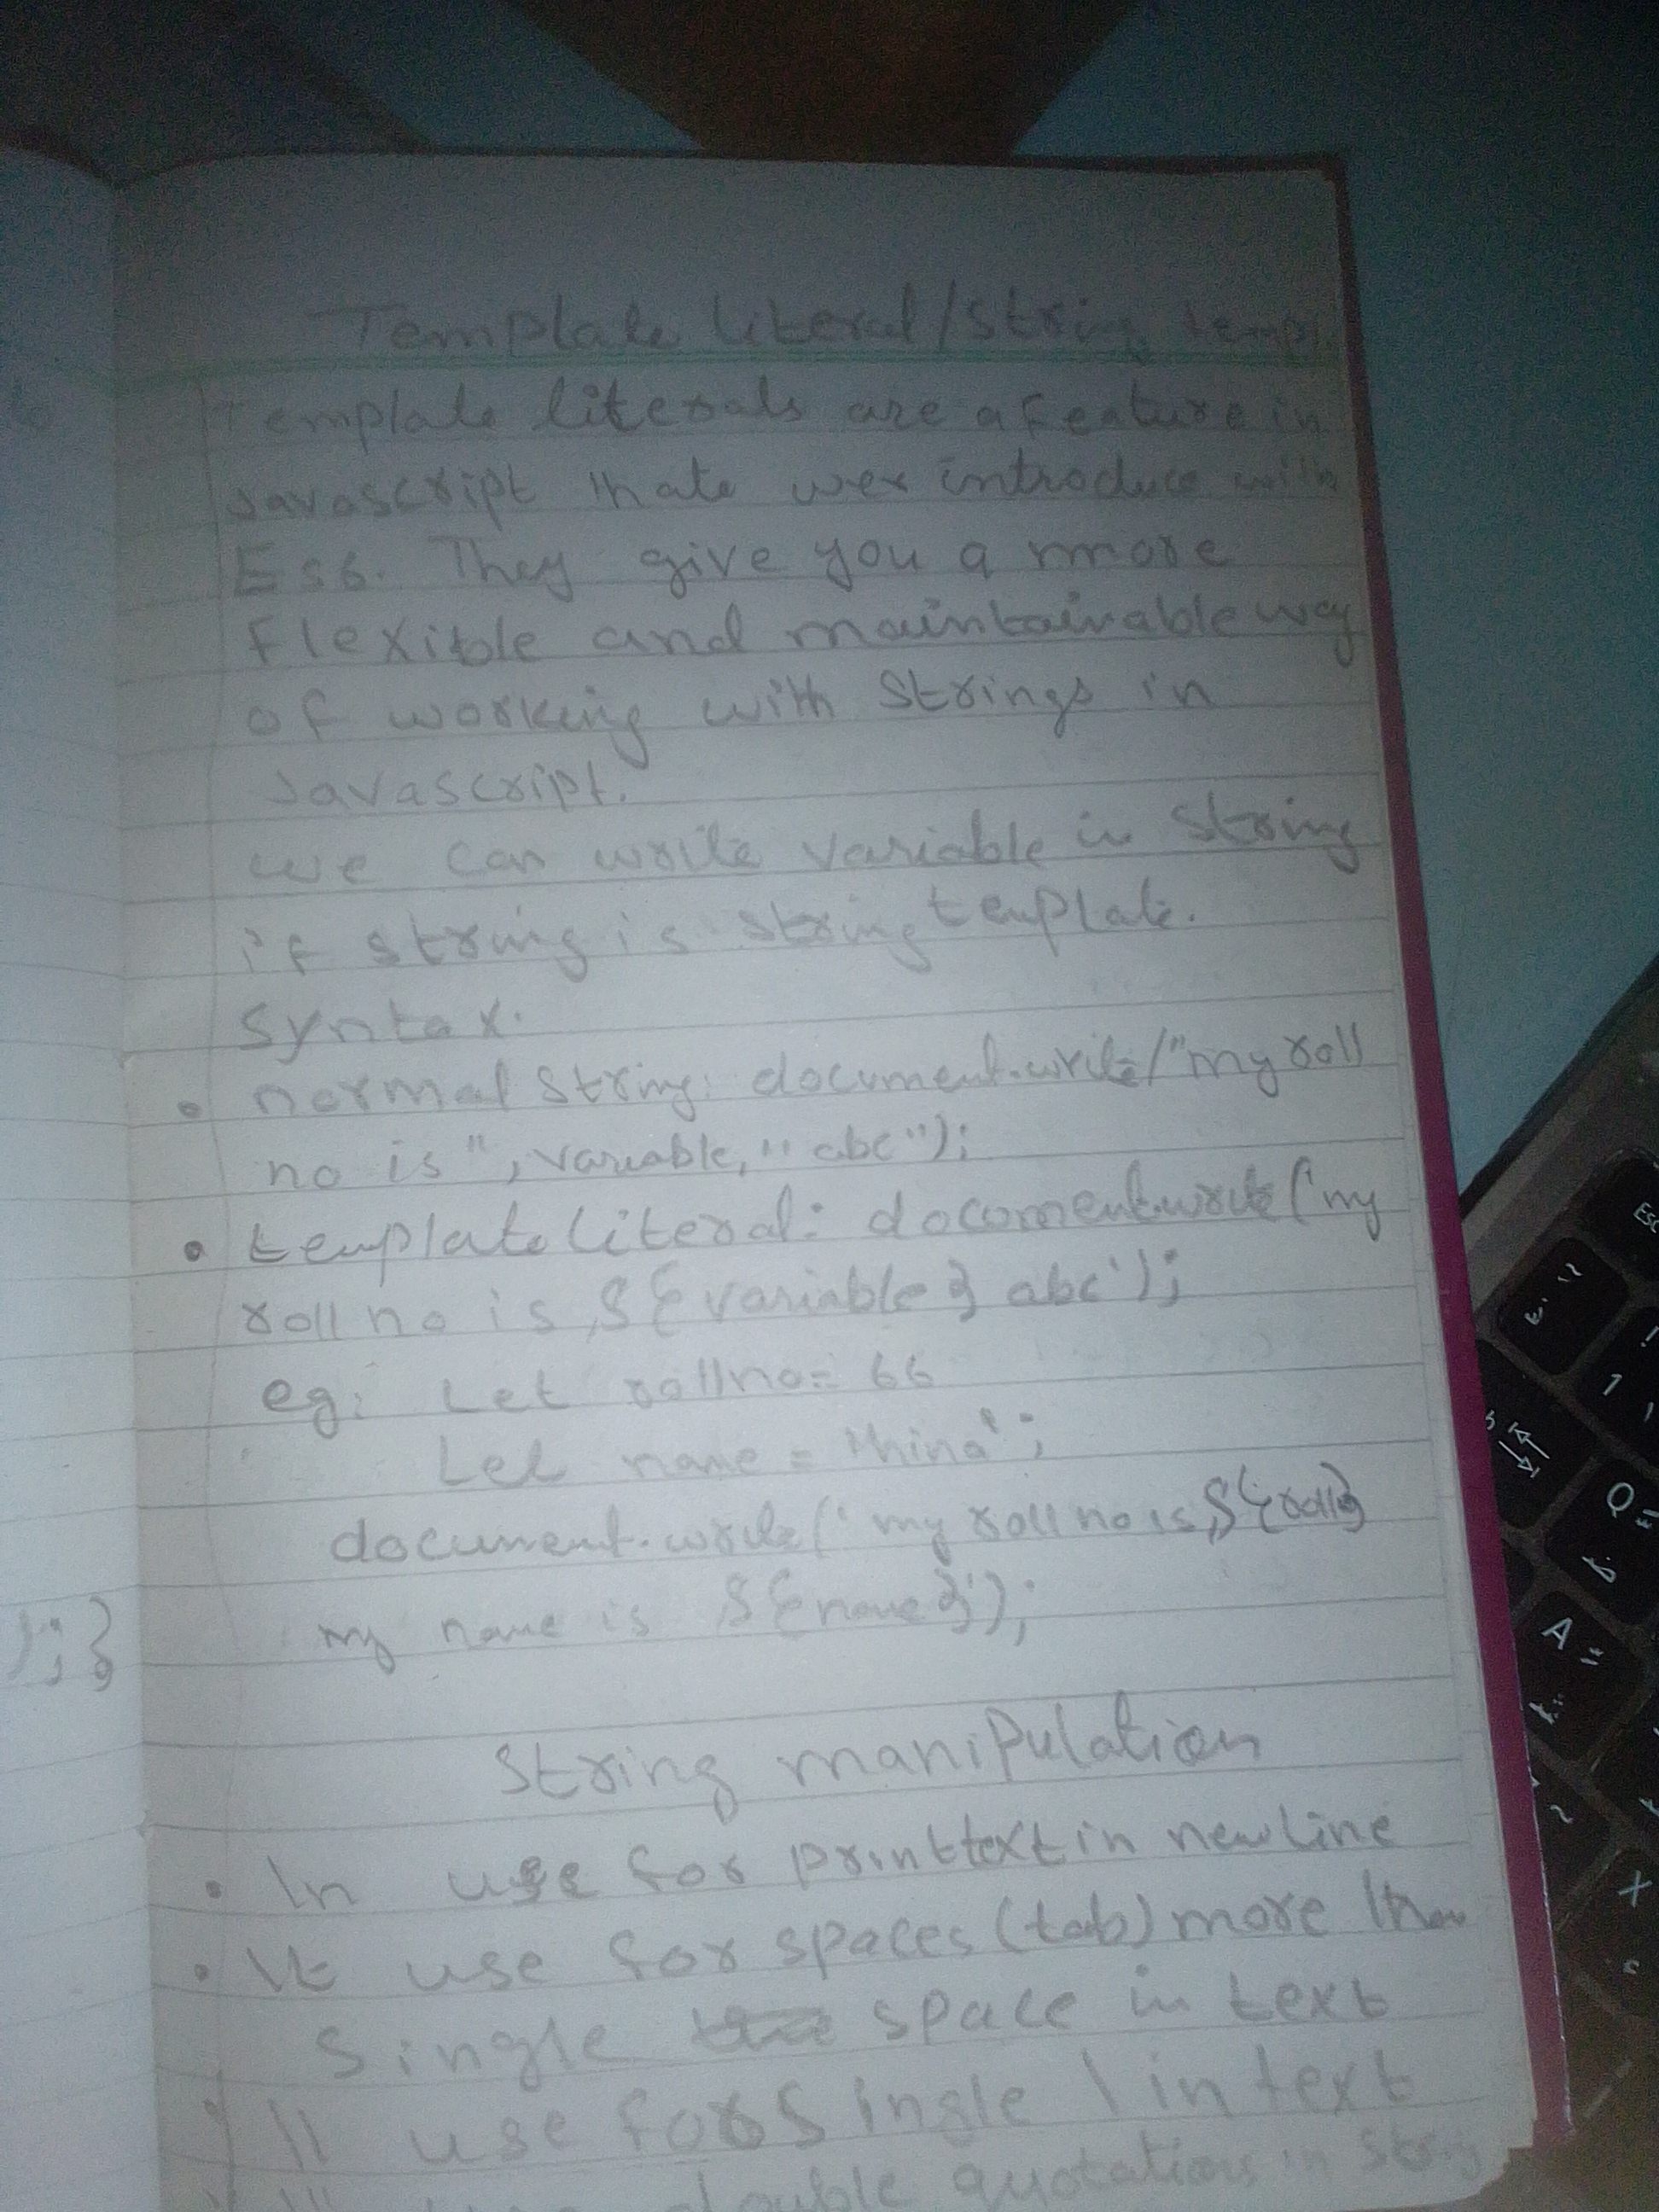 Template literal/string templ
Template literals are a feature in
Javascript thate wer introduce with
ES6. They give you a more
flexible and maintainable way
of working with strings in
Javascript.
we can write variable in string
if string is string template.
syntax.
• normal string: document.write("my roll
no is", variable, "abc");
• template literal: document.write('my
roll no is, ${variable} abc');
eg: Let rollno= 66
Let name = 'hina';
document.write('my roll no is, ${roll}
my name is ${name}');
);}
String manipulation
• \n use for print text in new line
• \t use for spaces (tab) more than
single space in text
• \\ use for single \ in text
double quotations in string
Esc
!
1
Q
A
X